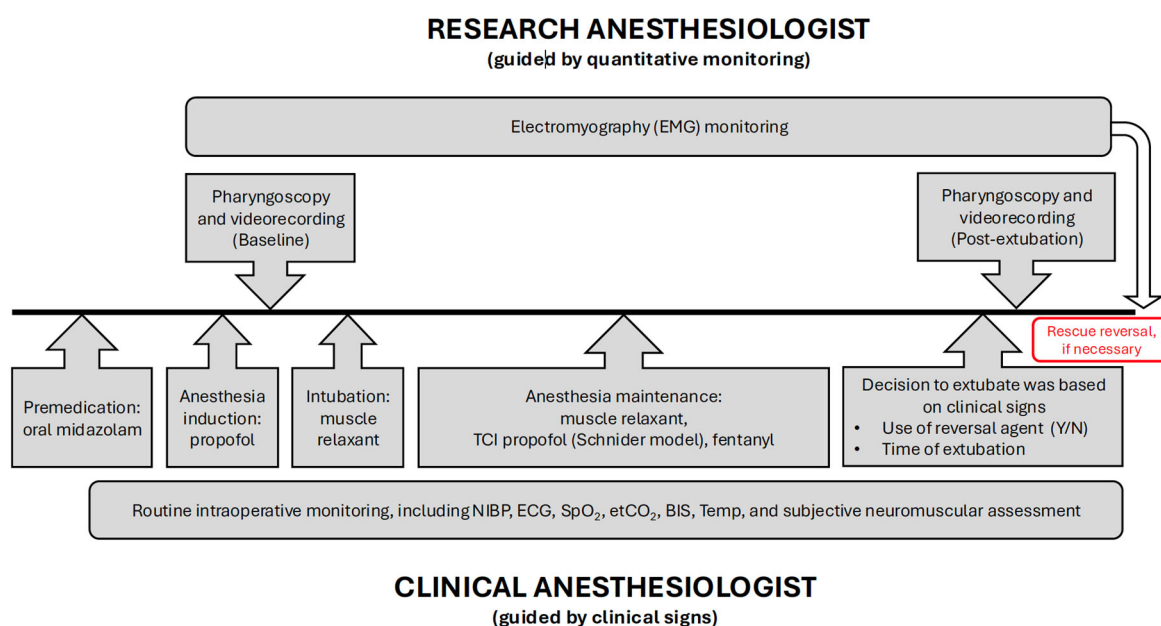 RESEARCH ANESTHESIOLOGIST
(guided by quantitative monitoring)
Electromyography (EMG) monitoring
Pharyngoscopy
and videorecording
(Baseline)
Pharyngoscopy and
videorecording
(Post-extubation)
Rescue reversal,
if necessary
Premedication:
oral midazolam
Anesthesia
induction:
propofol
Intubation:
muscle
relaxant
Anesthesia maintenance:
muscle relaxant,
TCI propofol (Schnider model), fentanyl
Decision to extubate was based
on clinical signs
• Use of reversal agent (Y/N)
• Time of extubation
Routine intraoperative monitoring, including NIBP, ECG, SpO₂, etCO₂, BIS, Temp, and subjective neuromuscular assessment
CLINICAL ANESTHESIOLOGIST
(guided by clinical signs)